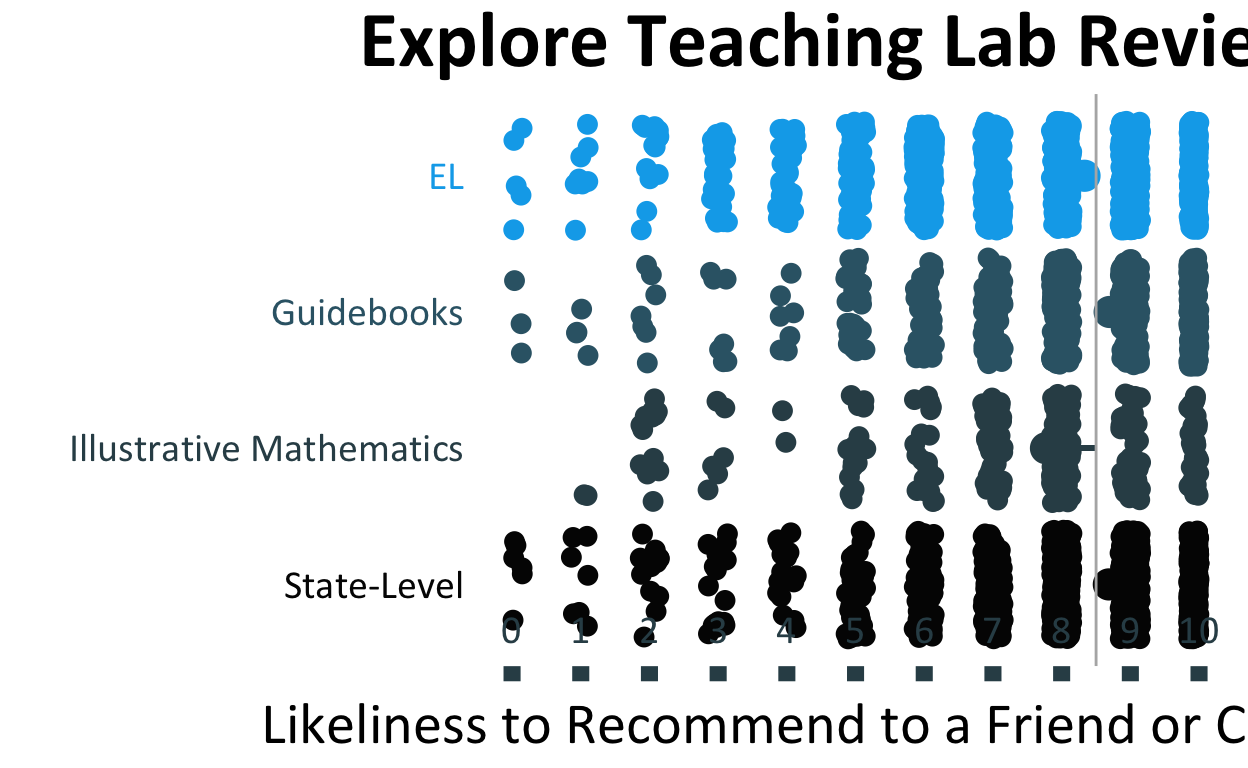 Explore Teaching Lab
EL
Guidebooks
Illustrative Mathematics
State-Level
0 1 2 3 4 5 6 7 8 9 10
Likeliness to Recommend to a Friend or